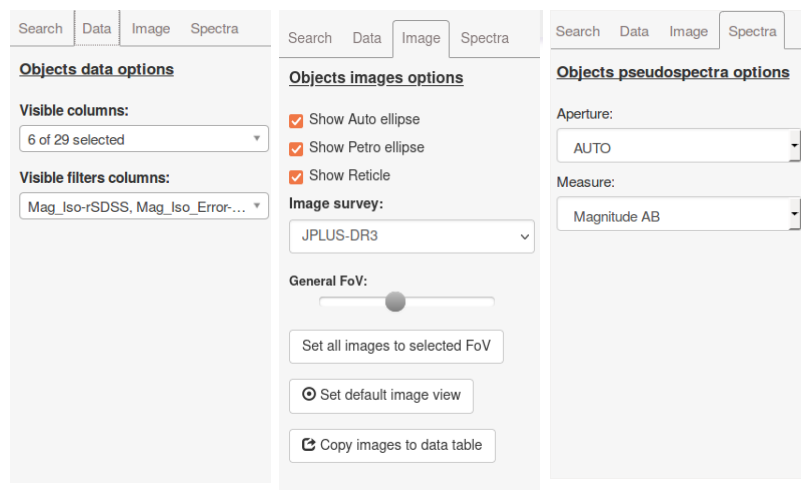 Search Data Image Spectra
Objects data options
Visible columns:
6 of 29 selected
Visible filters columns:
Mag_Iso-rSDSS, Mag_Iso_Error-...
Search Data Image Spectra
Objects images options
Show Auto ellipse
Show Petro ellipse
Show Reticle
Image survey:
JPLUS-DR3
General FoV:
Set all images to selected FoV
Set default image view
Copy images to data table
Search Data Image Spectra
Objects pseudospectra options
Aperture:
AUTO
Measure:
Magnitude AB